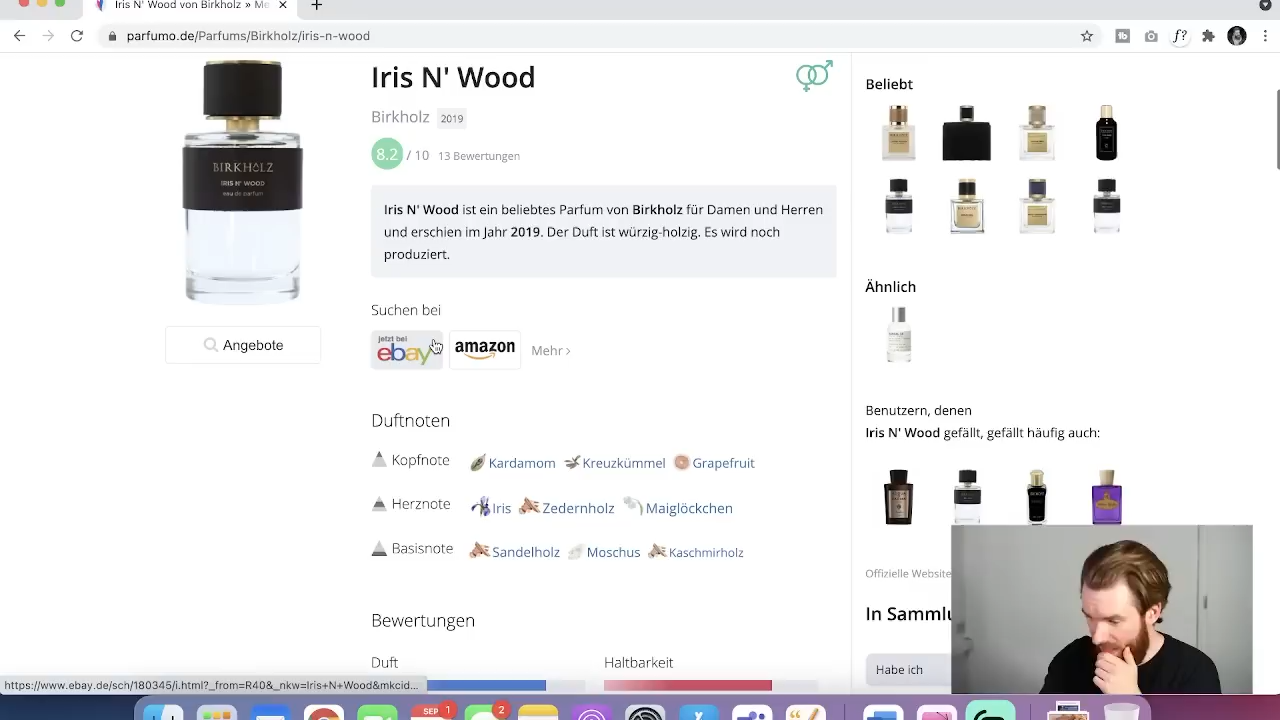 Iris N' Wood von Birkholz » Me
parfumo.de/Parfums/Birkholz/iris-n-wood
BIRKHOLZ
IRIS N' WOOD
eau de parfum
Angebote
Iris N' Wood
Birkholz 2019
8.2 / 10 13 Bewertungen
Iris N' Wood ist ein beliebtes Parfum von Birkholz für Damen und Herren
und erschien im Jahr 2019. Der Duft ist würzig-holzig. Es wird noch
produziert.
Suchen bei
jetzt bei
ebay amazon Mehr ›
Duftnoten
Kopfnote Kardamom Kreuzkümmel Grapefruit
Herznote Iris Zedernholz Maiglöckchen
Basisnote Sandelholz Moschus Kaschmirholz
Bewertungen
Duft Haltbarkeit
Beliebt
Ähnlich
Benutzern, denen
Iris N' Wood gefällt, gefällt häufig auch:
Offizielle Website
In Sammlu
Habe ich
https://www.ebay.de/sch/180345/i.html?_from=R40&_nkw=Iris+N+Wood&mkb...
SEP 1
2